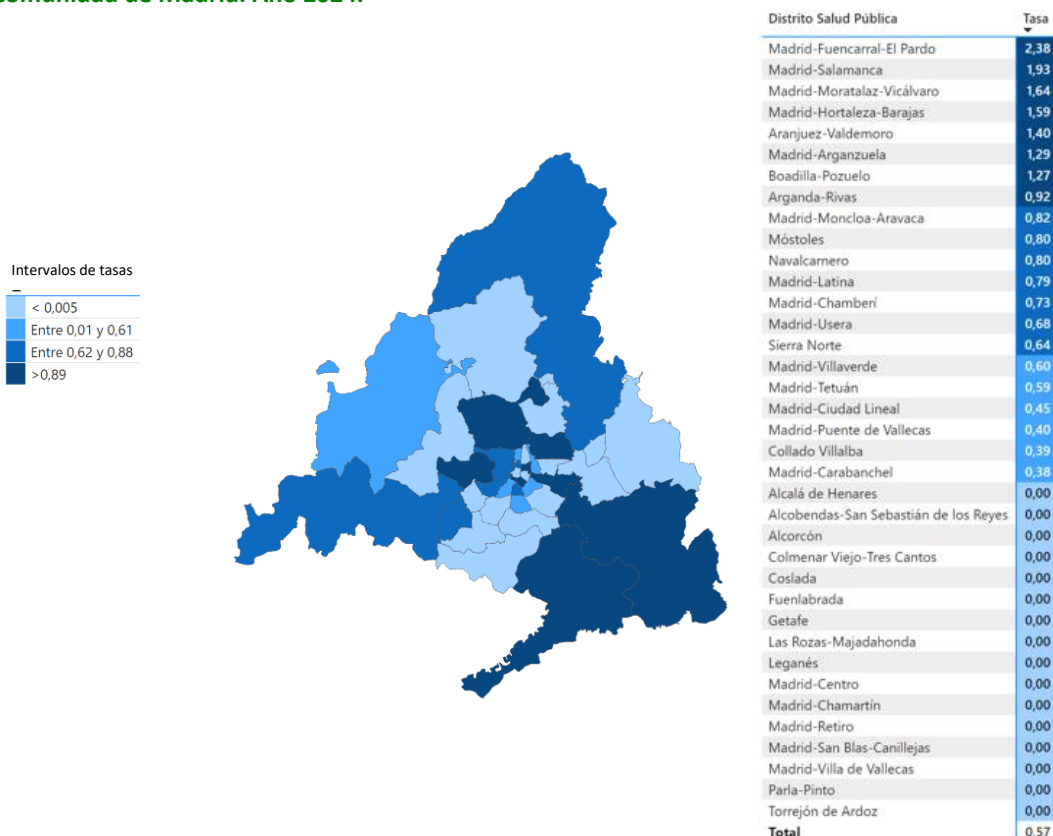 Comunidad de Madrid. Año 2024.
Intervalos de tasas
< 0,005
Entre 0,01 y 0,61
Entre 0,62 y 0,88
>0,89
Distrito Salud Pública Tasa
Madrid-Fuencarral-El Pardo 2,38
Madrid-Salamanca 1,93
Madrid-Moratalaz-Vicálvaro 1,64
Madrid-Hortaleza-Barajas 1,59
Aranjuez-Valdemoro 1,40
Madrid-Arganzuela 1,29
Boadilla-Pozuelo 1,27
Arganda-Rivas 0,92
Madrid-Moncloa-Aravaca 0,82
Móstoles 0,80
Navalcarnero 0,80
Madrid-Latina 0,79
Madrid-Chamberí 0,73
Madrid-Usera 0,68
Sierra Norte 0,64
Madrid-Villaverde 0,60
Madrid-Tetuán 0,59
Madrid-Ciudad Lineal 0,45
Madrid-Puente de Vallecas 0,40
Collado Villalba 0,39
Madrid-Carabanchel 0,38
Alcalá de Henares 0,00
Alcobendas-San Sebastián de los Reyes 0,00
Alcorcón 0,00
Colmenar Viejo-Tres Cantos 0,00
Coslada 0,00
Fuenlabrada 0,00
Getafe 0,00
Las Rozas-Majadahonda 0,00
Leganés 0,00
Madrid-Centro 0,00
Madrid-Chamartín 0,00
Madrid-Retiro 0,00
Madrid-San Blas-Canillejas 0,00
Madrid-Villa de Vallecas 0,00
Parla-Pinto 0,00
Torrejón de Ardoz 0,00
Total 0,57